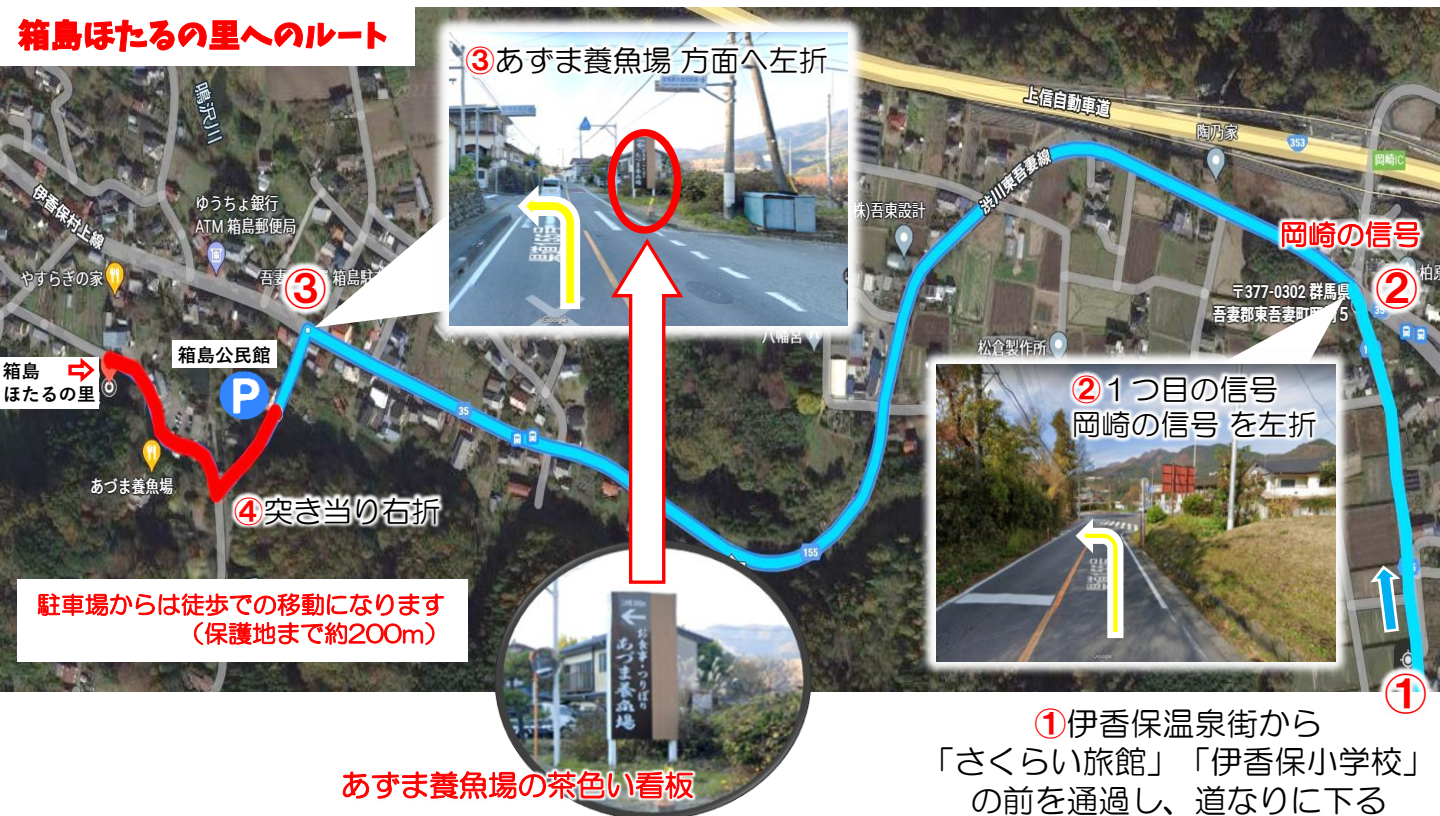 箱島ほたるの里へのルート
③あずま養魚場 方面へ左折
鳴沢川
上信自動車道
陶乃家
353
岡崎IC
伊香保村上線
ゆうちょ銀行
ATM 箱島郵便局
渋川東吾妻線
株)吾東設計
岡崎の信号
やすらぎの家
③
②
〒377-0302 群馬県
吾妻郡東吾妻町岡崎5
35
箱島公民館
P
八幡宮
松倉製作所
箱島
ほたるの里
35
②1つ目の信号
岡崎の信号 を左折
あづま養魚場
④突き当り右折
155
駐車場からは徒歩での移動になります
(保護地まで約200m)
お食事・つりぼり
あづま養魚場
Google
Google
①
あずま養魚場の茶色い看板
①伊香保温泉街から
「さくらい旅館」「伊香保小学校」
の前を通過し、道なりに下る